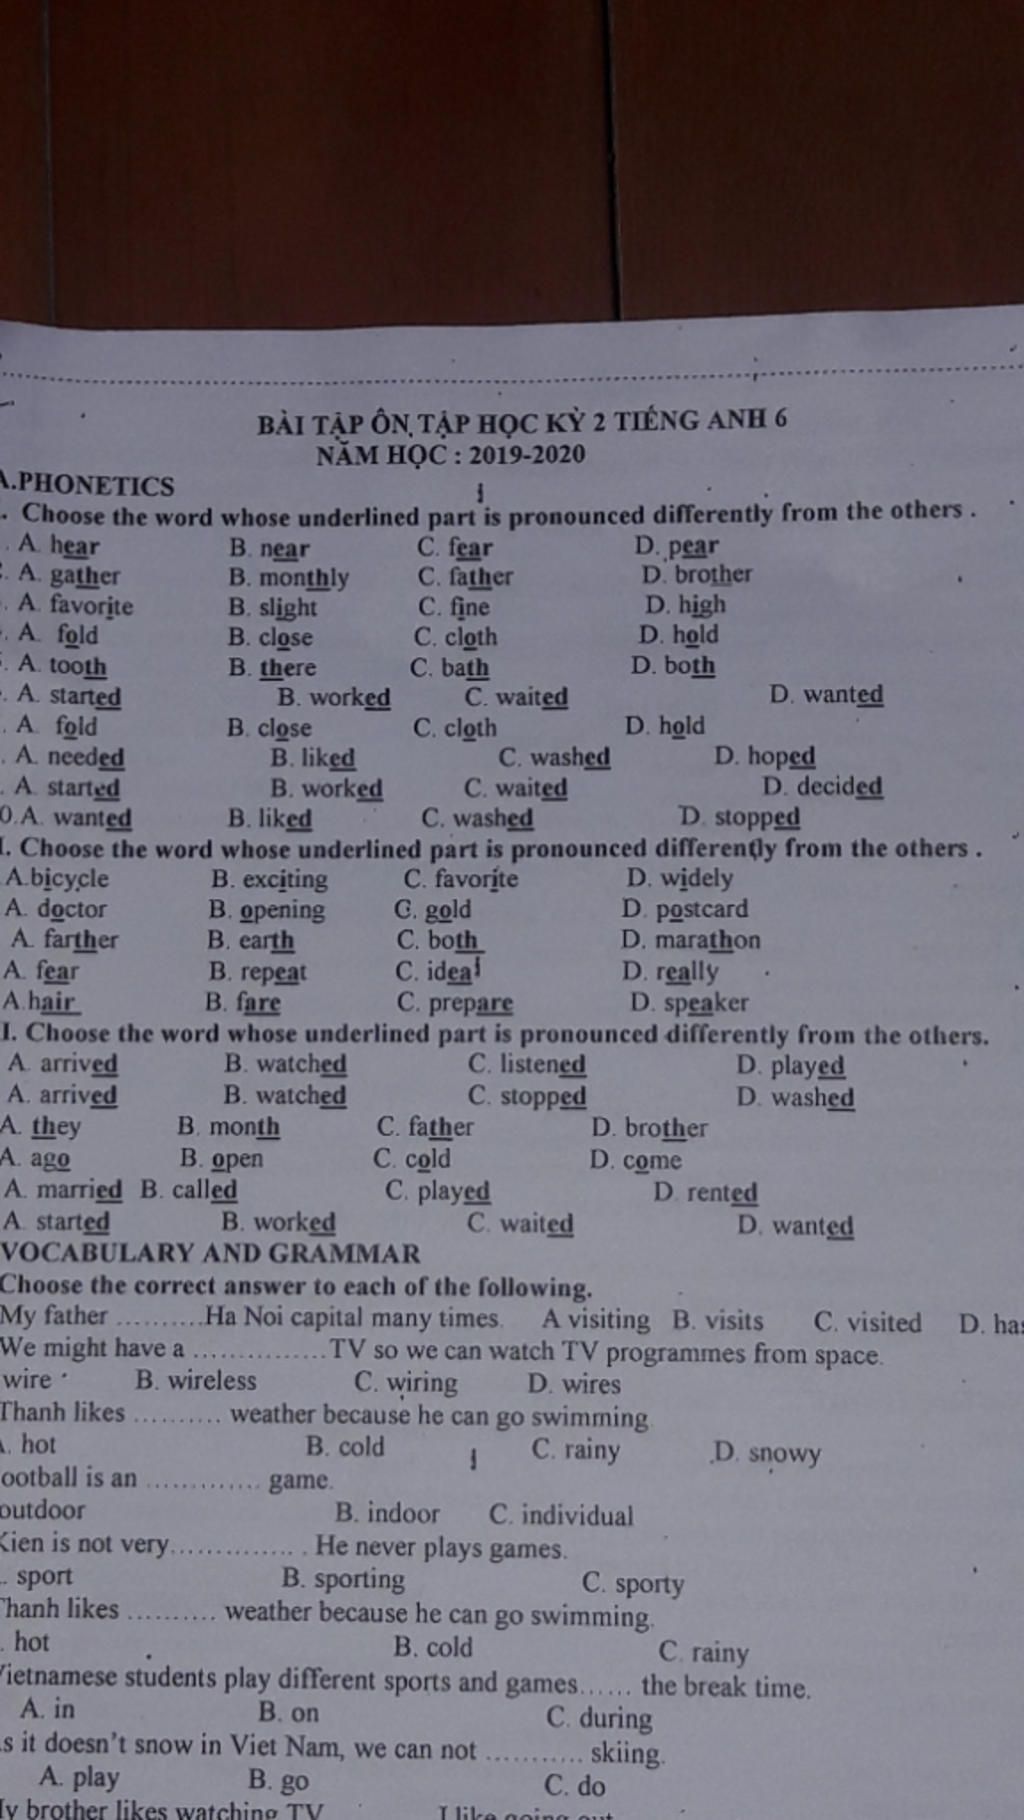 BÀI TẬP ÔN TẬP HỌC KỲ 2 TIẾNG ANH 6
NĂM HỌC : 2019-2020
A.PHONETICS
. Choose the word whose underlined part is pronounced differently from the others .
. A. hear B. near C. fear D. pear
. A. gather B. monthly C. father D. brother
. A. favorite B. slight C. fine D. high
. A. fold B. close C. cloth D. hold
. A. tooth B. there C. bath D. both
. A. started B. worked C. waited D. wanted
. A. fold B. close C. cloth D. hold
. A. needed B. liked C. washed D. hoped
. A. started B. worked C. waited D. decided
0.A. wanted B. liked C. washed D. stopped
I. Choose the word whose underlined part is pronounced differently from the others .
A.bicycle B. exciting C. favorite D. widely
A. doctor B. opening C. gold D. postcard
A. farther B. earth C. both D. marathon
A. fear B. repeat C. idea D. really
A.hair B. fare C. prepare D. speaker
I. Choose the word whose underlined part is pronounced differently from the others.
A. arrived B. watched C. listened D. played
A. arrived B. watched C. stopped D. washed
A. they B. month C. father D. brother
A. ago B. open C. cold D. come
A. married B. called C. played D. rented
A. started B. worked C. waited D. wanted
VOCABULARY AND GRAMMAR
Choose the correct answer to each of the following.
My father ..........Ha Noi capital many times. A visiting B. visits C. visited D. has
We might have a ...............TV so we can watch TV programmes from space.
wire B. wireless C. wiring D. wires
Thanh likes .......... weather because he can go swimming.
. hot B. cold C. rainy D. snowy
ootball is an ............. game.
outdoor B. indoor C. individual
Kien is not very.............. . He never plays games.
. sport B. sporting C. sporty
Thanh likes .......... weather because he can go swimming.
. hot B. cold C. rainy
Vietnamese students play different sports and games...... the break time.
A. in B. on C. during
s it doesn't snow in Viet Nam, we can not ........... skiing.
A. play B. go C. do
My brother likes watching TV I like going out